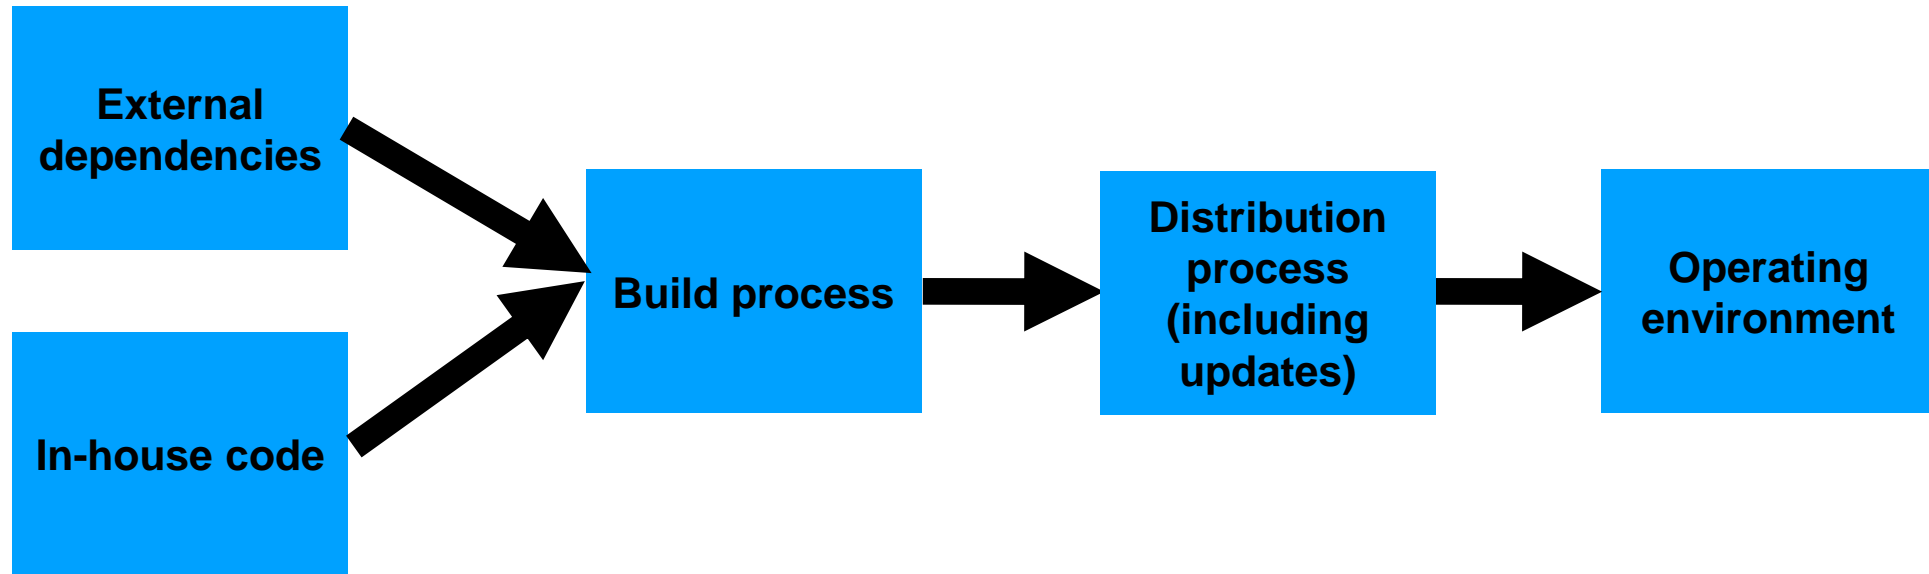 External
dependencies
In-house code
Build process
Distribution
process
(including
updates)
Operating
environment